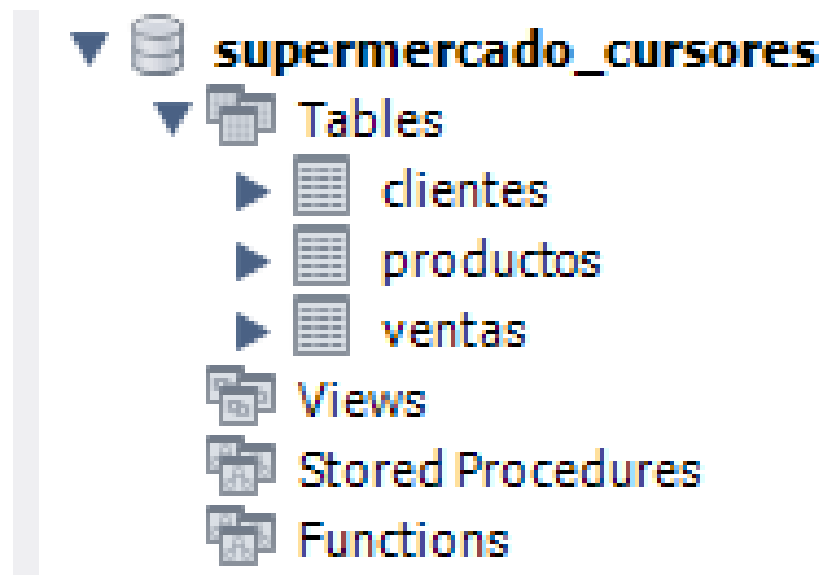 supermercado_cursores
Tables
clientes
productos
ventas
Views
Stored Procedures
Functions